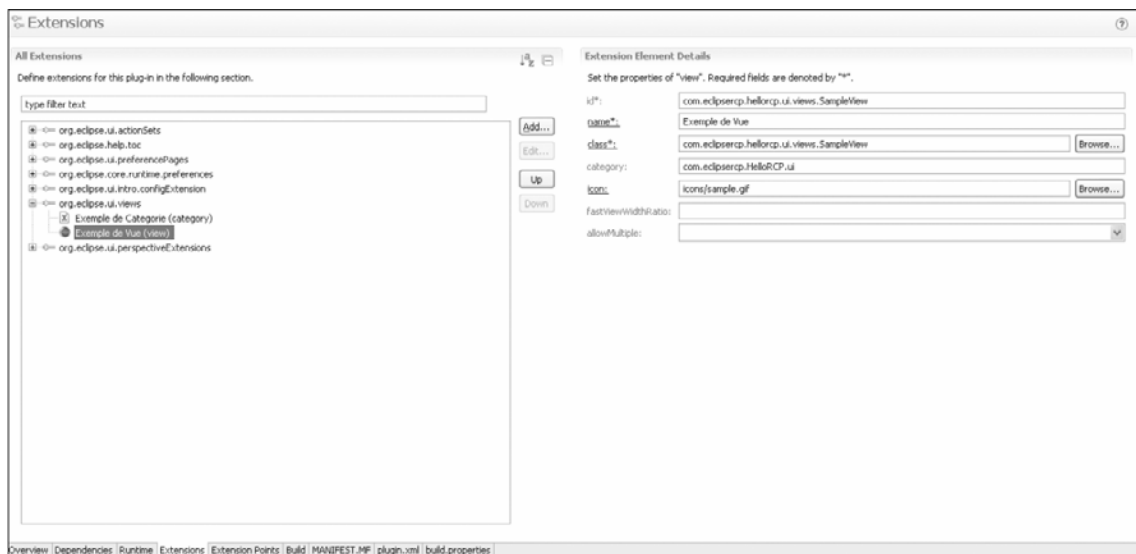 Extensions
All Extensions
Define extensions for this plug-in in the following section.
type filter text
org.eclipse.ui.actionSets
org.eclipse.help.toc
org.eclipse.ui.preferencePages
org.eclipse.core.runtime.preferences
org.eclipse.ui.intro.configExtension
org.eclipse.ui.views
Exemple de Categorie (category)
Exemple de Vue (view)
org.eclipse.ui.perspectiveExtensions
Add...
Edit...
Up
Down
Extension Element Details
Set the properties of "view". Required fields are denoted by "*".
id*: com.eclipsercp.hellorcp.ui.views.SampleView
name*: Exemple de Vue
class*: com.eclipsercp.hellorcp.ui.views.SampleView Browse...
category: com.eclipsercp.HelloRCP.ui
icon: icons/sample.gif Browse...
fastViewWidthRatio:
allowMultiple:
Overview Dependencies Runtime Extensions Extension Points Build MANIFEST.MF plugin.xml build.properties